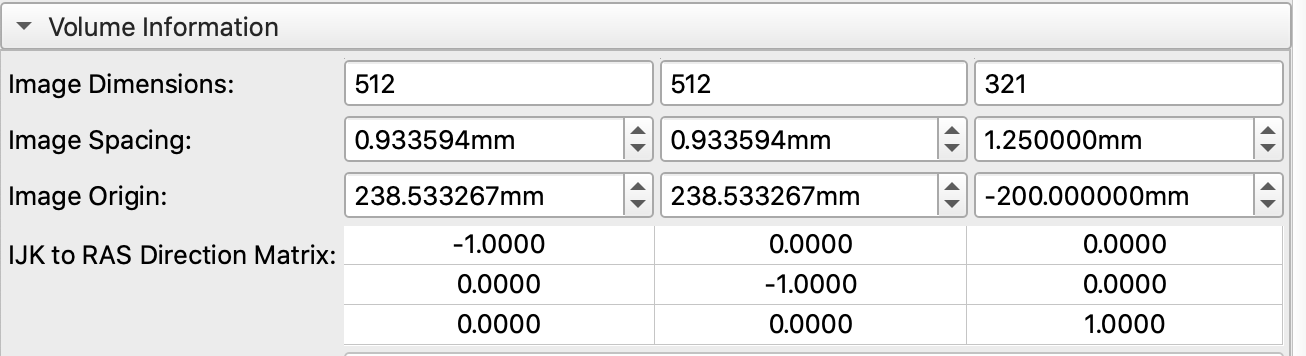 Volume Information
Image Dimensions: 512 512 321
Image Spacing: 0.933594mm 0.933594mm 1.250000mm
Image Origin: 238.533267mm 238.533267mm -200.000000mm
IJK to RAS Direction Matrix: -1.0000 0.0000 0.0000
0.0000 -1.0000 0.0000
0.0000 0.0000 1.0000